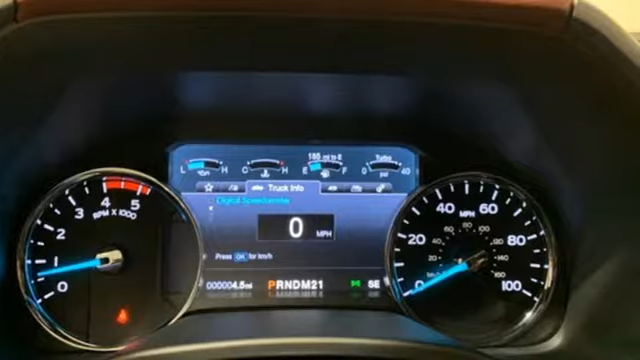 185 mi to E
Turbo
L H C H E F 0 40
psi
Truck Info
Digital Speedometer
0 MPH
Press OK for km/h
000004.5mi PRNDM21 SE
0 1 2 3 4 5
RPM X 1000
0 20 40 60 80 100
MPH